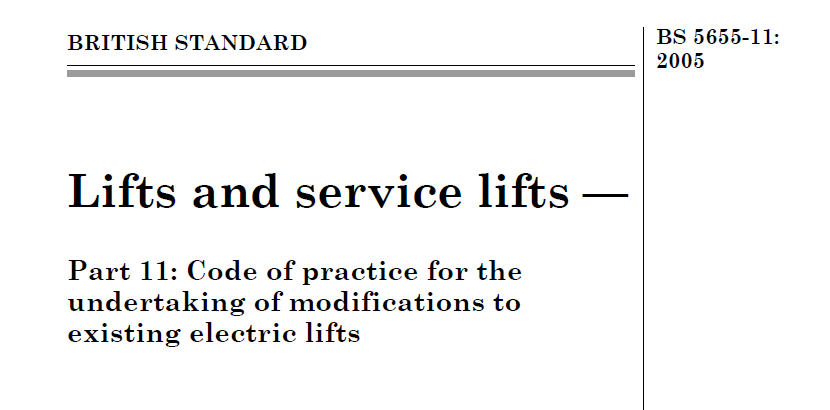 BRITISH STANDARD
BS 5655-11:
2005
Lifts and service lifts —
Part 11: Code of practice for the
undertaking of modifications to
existing electric lifts